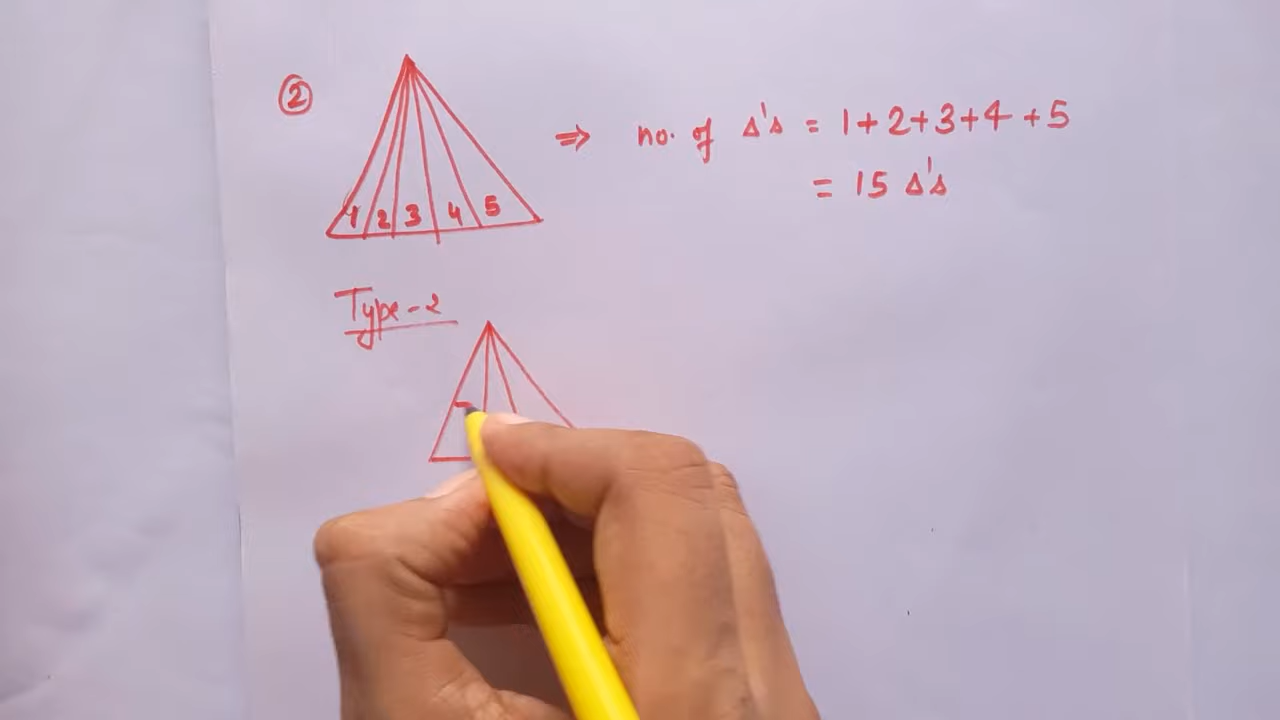 ② ⇒ no. of Δ's = 1+2+3+4+5
= 15 Δ's
1 2 3 4 5
Type-2